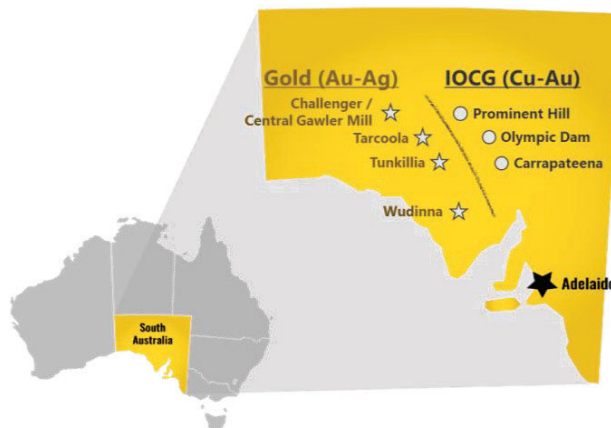 Gold (Au-Ag)
IOCG (Cu-Au)
Challenger /
Central Gawler Mill
Tarcoola
Tunkillia
Wudinna
Prominent Hill
Olympic Dam
Carrapateena
Adelaide
South
Australia